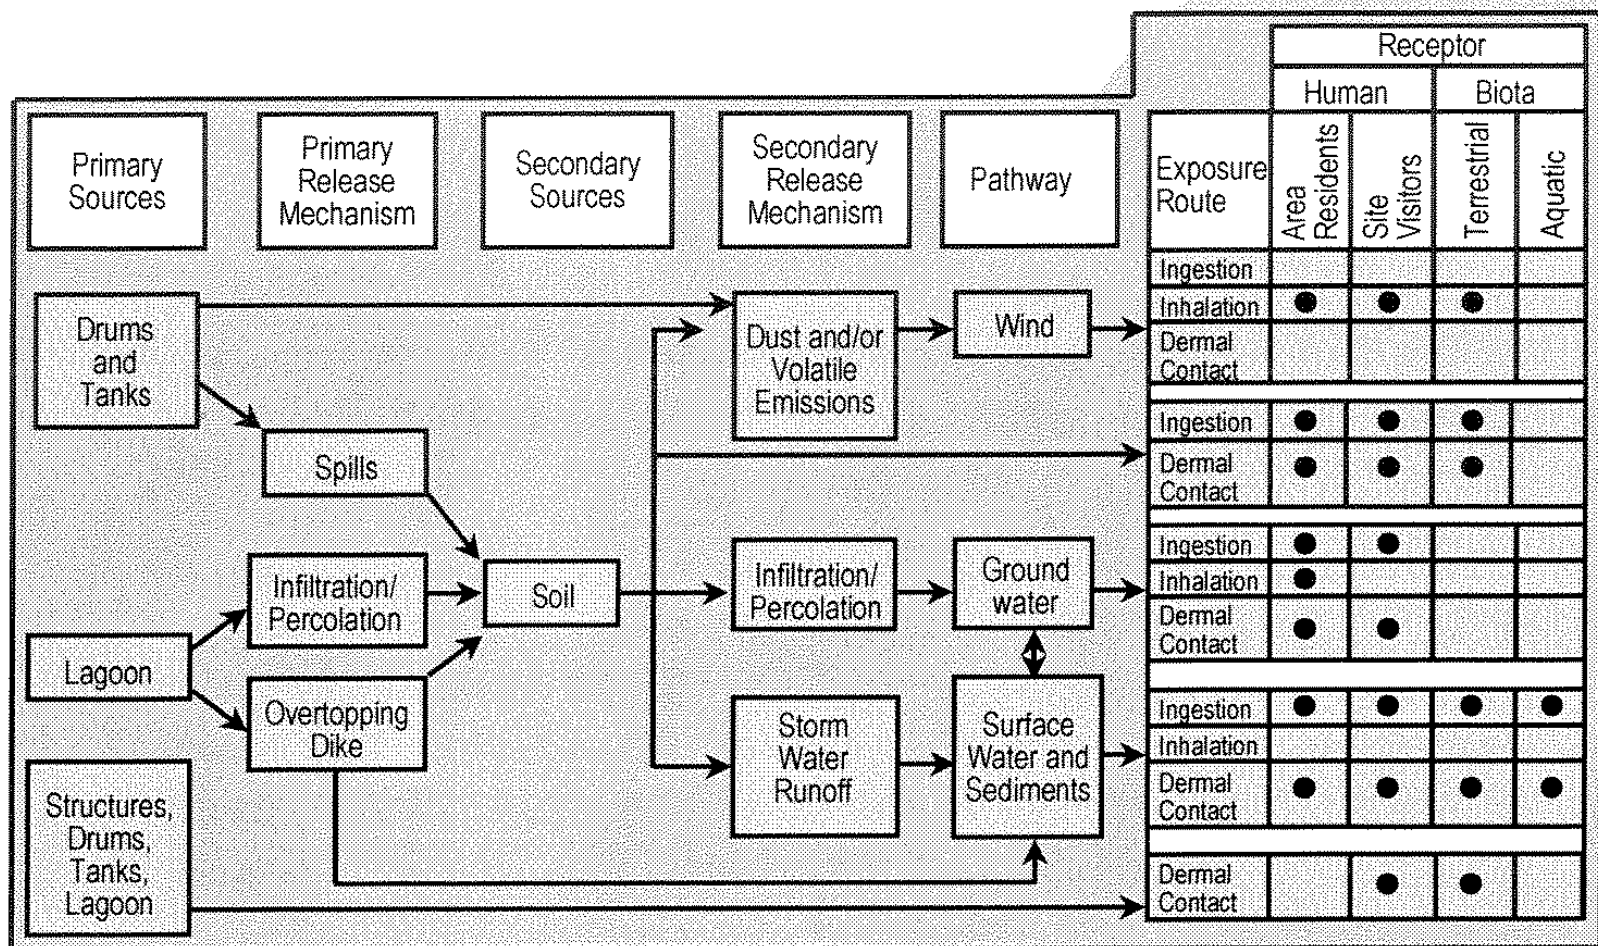 Receptor
Human
Biota
Primary
Sources
Primary
Release
Mechanism
Secondary
Sources
Secondary
Release
Mechanism
Pathway
Exposure
Route
Area
Residents
Site
Visitors
Terrestrial
Aquatic
Drums
and
Tanks
Spills
Infiltration/
Percolation
Lagoon
Overtopping
Dike
Structures,
Drums,
Tanks,
Lagoon
Soil
Dust and/or
Volatile
Emissions
Wind
Infiltration/
Percolation
Ground
water
Storm
Water
Runoff
Surface
Water and
Sediments
Ingestion
Inhalation
Dermal
Contact
Ingestion
Dermal
Contact
Ingestion
Inhalation
Dermal
Contact
Ingestion
Inhalation
Dermal
Contact
Dermal
Contact